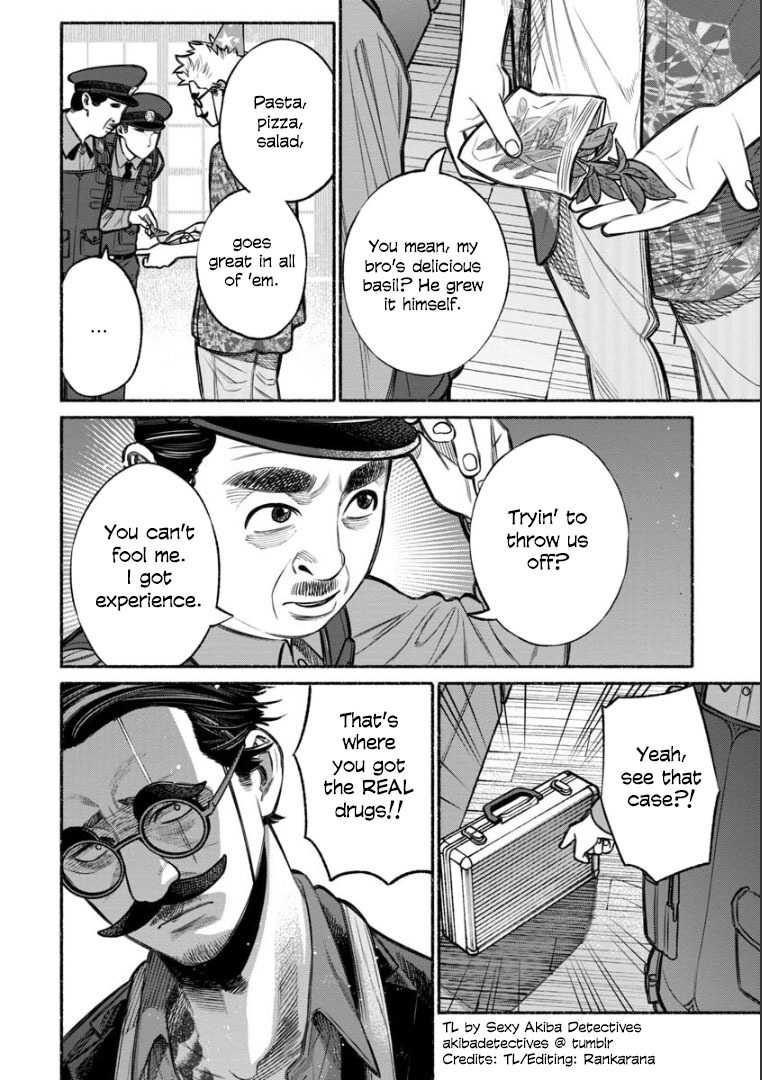 You mean, my
bro's delicious
basil? He grew
it himself.
Pasta,
pizza,
salad,
goes
great in all
of 'em.
...
Tryin' to
throw us
off?
You can't
fool me.
I got
experience.
Yeah,
see that
case?!
That's
where
you got
the REAL
drugs!!
TL by Sexy Akiba Detectives
akibadetectives @ tumblr
Credits: TL/Editing: Rankarana